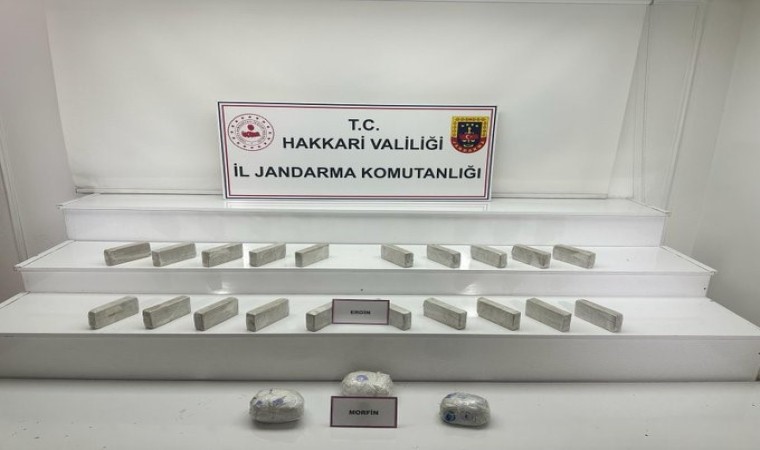 T.C.
HAKKARİ VALİLİĞİ
İL JANDARMA KOMUTANLIĞI
EROİN
MORFİN